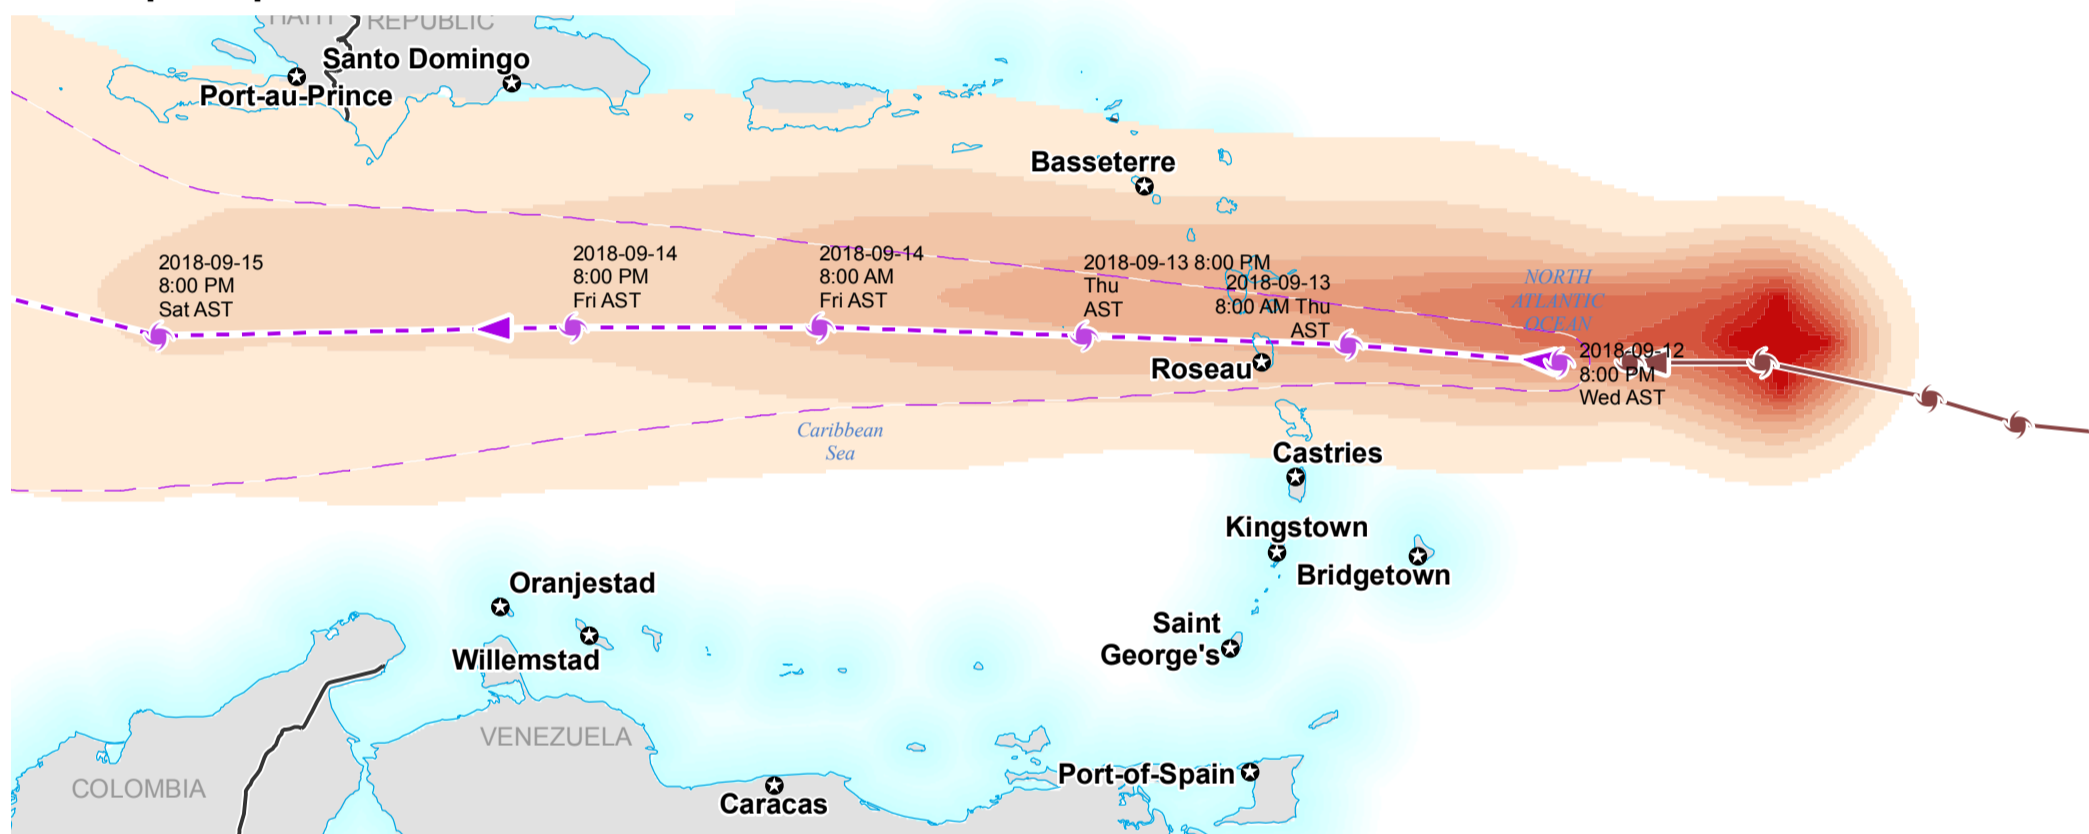 HAITI
REPUBLIC
Santo Domingo
Port-au-Prince
Basseterre
2018-09-15
8:00 PM
Sat AST
2018-09-14
8:00 PM
Fri AST
2018-09-14
8:00 AM
Fri AST
2018-09-13 8:00 PM
Thu
AST
2018-09-13
8:00 AM Thu
AST
NORTH
ATLANTIC
OCEAN
2018-09-12
8:00 PM
Wed AST
Roseau
Caribbean
Sea
Castries
Kingstown
Bridgetown
Oranjestad
Willemstad
Saint
George's
VENEZUELA
COLOMBIA
Port-of-Spain
Caracas